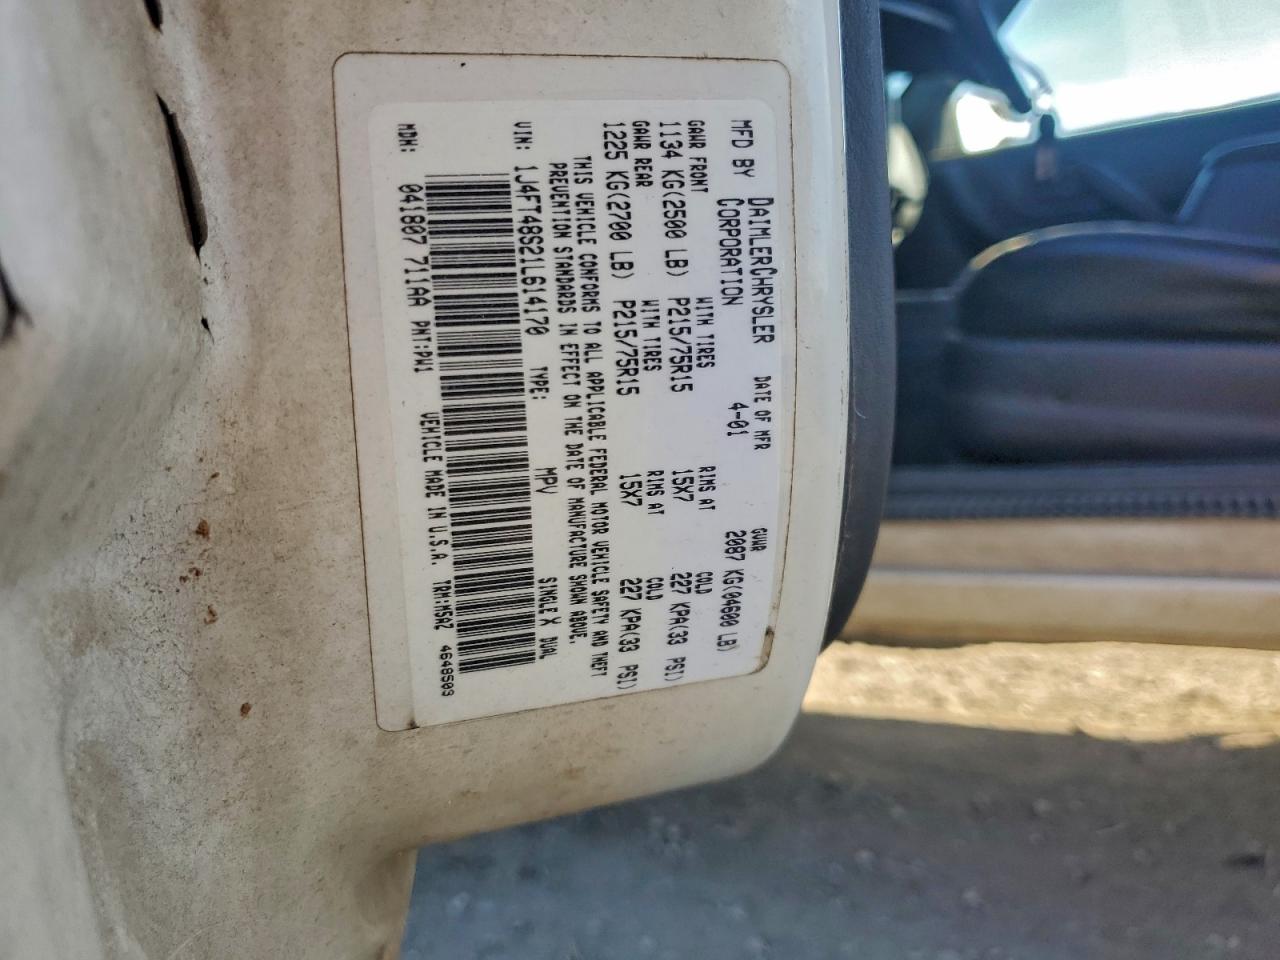 MFD BY DAIMLERCHRYSLER CORPORATION DATE OF MFR 4-01 GVWR 2087 KG(04600 LB)
GAWR FRONT WITH TIRES RIMS AT COLD
1134 KG(2500 LB) P215/75R15 15X7 227 KPA(33 PSI)
GAWR REAR WITH TIRES RIMS AT COLD
1225 KG(2700 LB) P215/75R15 15X7 227 KPA(33 PSI)
THIS VEHICLE CONFORMS TO ALL APPLICABLE FEDERAL MOTOR VEHICLE SAFETY AND THEFT
PREVENTION STANDARDS IN EFFECT ON THE DATE OF MANUFACTURE SHOWN ABOVE.
VIN: 1J4FT48S21L614170 TYPE: MPV SINGLE X DUAL
MDH: 041807 711AA PNT:PW1 VEHICLE MADE IN U.S.A. TRM:M5AZ 4648503